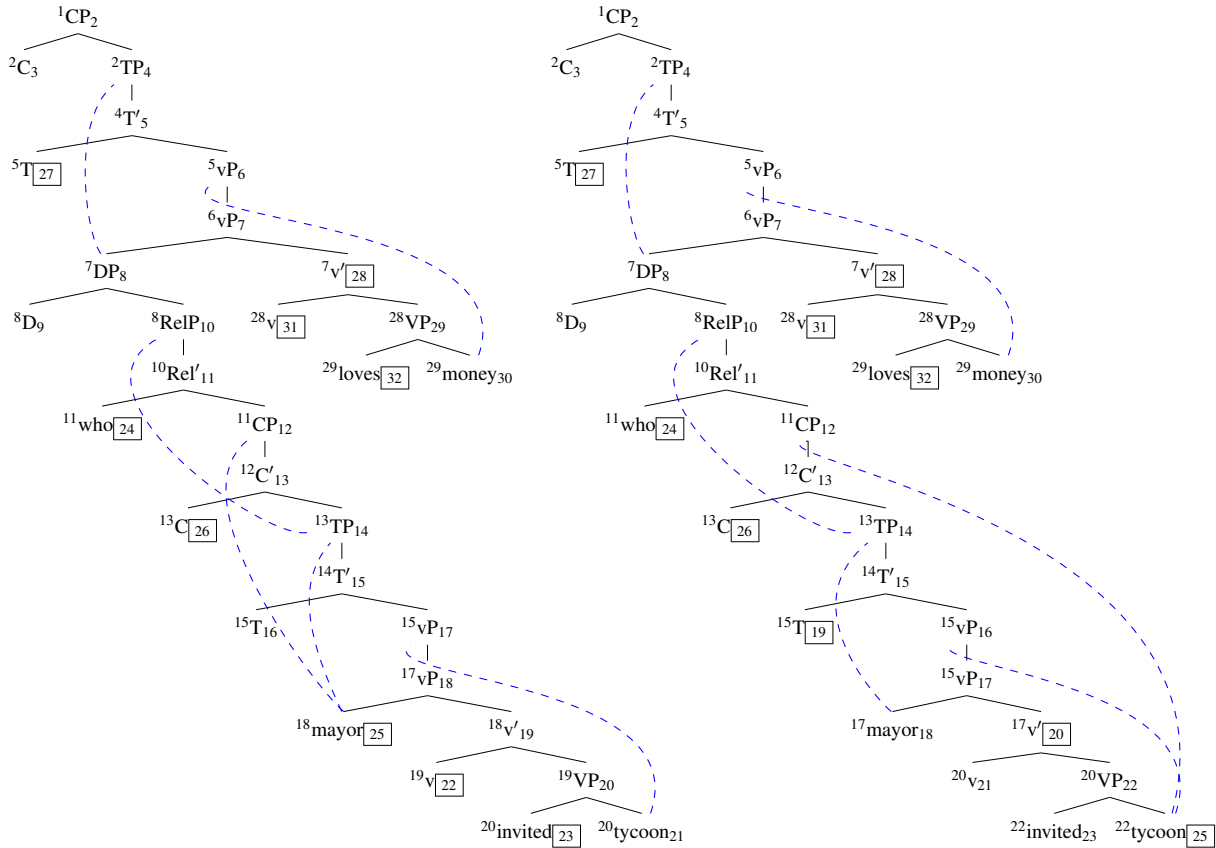 ¹CP₂ ¹CP₂
²C₃ ²TP₄ ²C₃ ²TP₄
⁴T′₅ ⁴T′₅
⁵T27 ⁵vP₆ ⁵T27 ⁵vP₆
⁶vP₇ ⁶vP₇
⁷DP₈ ⁷v′28 ⁷DP₈ ⁷v′28
⁸D₉ ⁸RelP₁₀ ²⁸v31 ²⁸VP₂₉ ⁸D₉ ⁸RelP₁₀ ²⁸v31 ²⁸VP₂₉
¹⁰Rel′₁₁ ²⁹loves32 ²⁹money₃₀ ¹⁰Rel′₁₁ ²⁹loves32 ²⁹money₃₀
¹¹who24 ¹¹CP₁₂ ¹¹who24 ¹¹CP₁₂
¹²C′₁₃ ¹²C′₁₃
¹³C26 ¹³TP₁₄ ¹³C26 ¹³TP₁₄
¹⁴T′₁₅ ¹⁴T′₁₅
¹⁵T₁₆ ¹⁵vP₁₇ ¹⁵T19 ¹⁵vP₁₆
¹⁷vP₁₈ ¹⁵vP₁₇
¹⁸mayor25 ¹⁸v′₁₉ ¹⁷mayor₁₈ ¹⁷v′20
¹⁹v22 ¹⁹VP₂₀ ²⁰v₂₁ ²⁰VP₂₂
²⁰invited23 ²⁰tycoon₂₁ ²²invited₂₃ ²²tycoon25